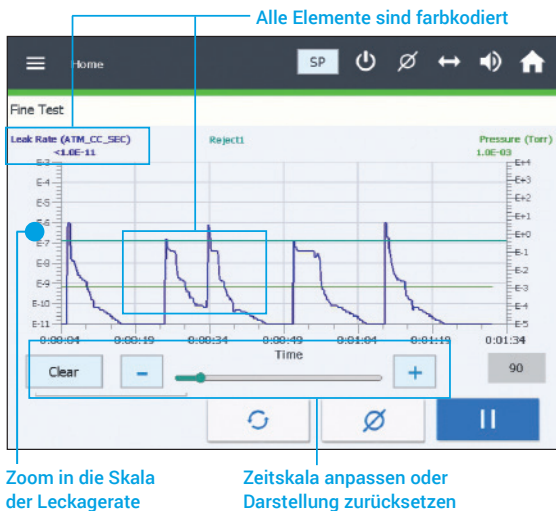 Alle Elemente sind farbkodiert
Home
SP
Fine Test
Leak Rate (ATM_CC_SEC)
<1.0E-11
Reject1
Pressure (Torr)
1.0E-03
E-3
E-4
E-5
E-6
E-7
E-8
E-9
E-10
E-11
E+4
E+3
E+2
E+1
E+0
E-1
E-2
E-3
E-4
E-5
0:00:04 0:00:19 0:00:34 0:00:49 0:01:04 0:01:19 0:01:34
Time
Clear
−
+
90
Zoom in die Skala
der Leckagerate
Zeitskala anpassen oder
Darstellung zurücksetzen